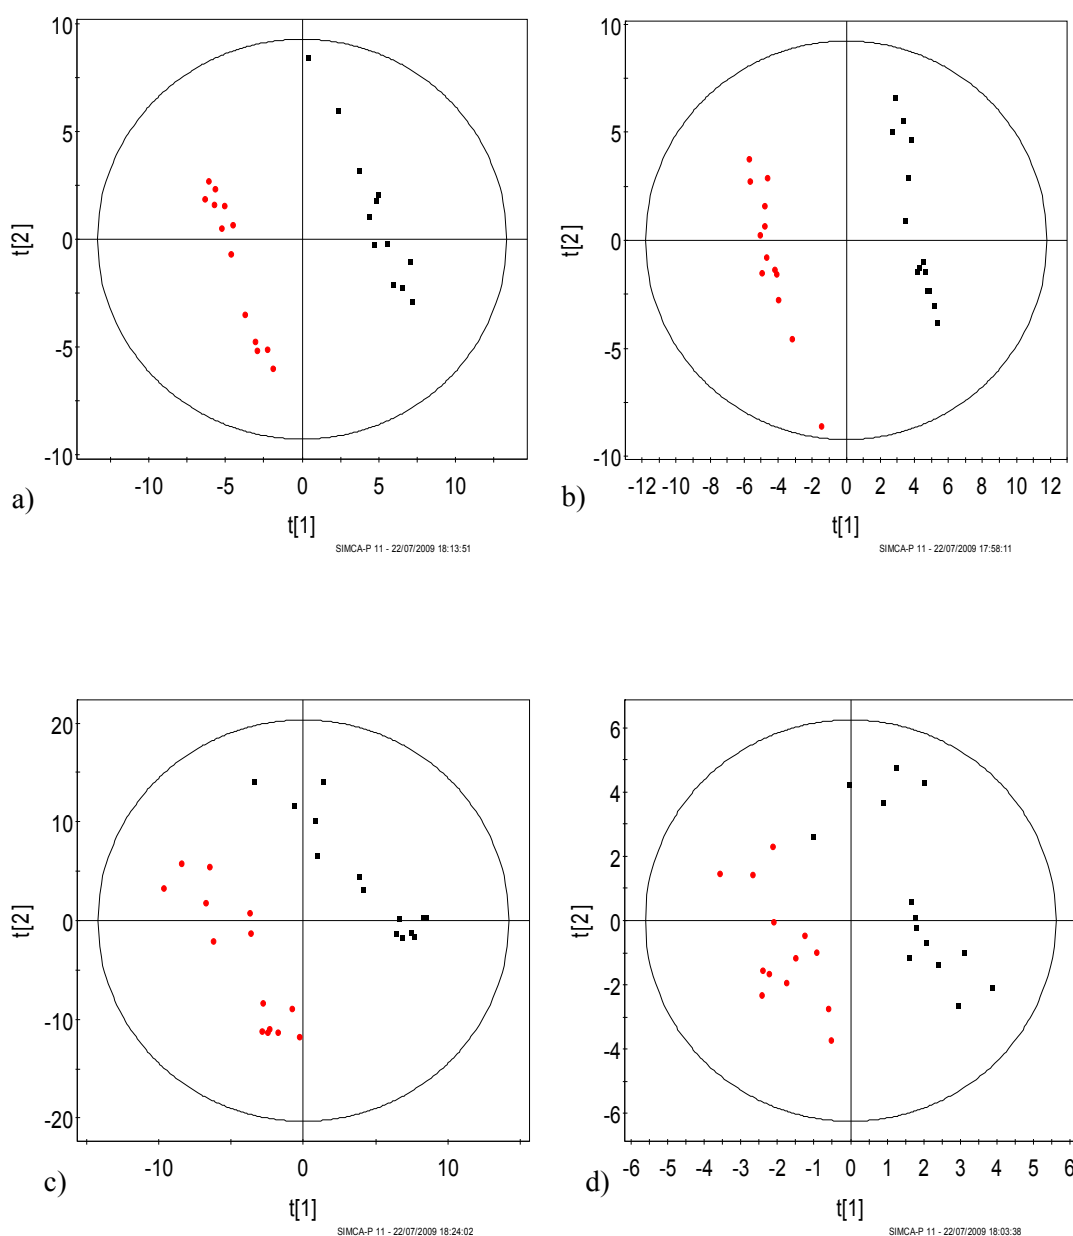 10
5
0
-5
-10
t[2]
-10
-5
0
5
10
t[1]
a)
SIMCA-P 11 - 22/07/2009 18:13:51
10
5
0
-5
-10
t[2]
-12 -10 -8 -6 -4 -2 0 2 4 6 8 10 12
t[1]
b)
SIMCA-P 11 - 22/07/2009 17:58:11
20
10
0
-10
-20
t[2]
-10 0 10
t[1]
c)
SIMCA-P 11 - 22/07/2009 18:24:02
6
4
2
0
-2
-4
-6
t[2]
-6 -5 -4 -3 -2 -1 0 1 2 3 4 5 6
t[1]
d)
SIMCA-P 11 - 22/07/2009 18:03:38